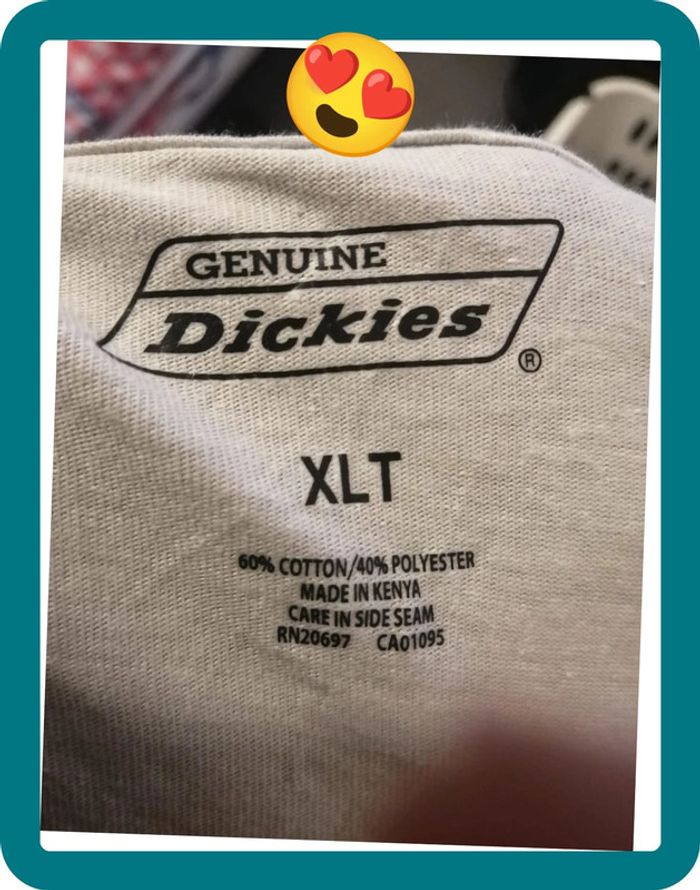 GENUINE
Dickies
®
XLT
60% COTTON/40% POLYESTER
MADE IN KENYA
CARE IN SIDE SEAM
RN20697 CA01095